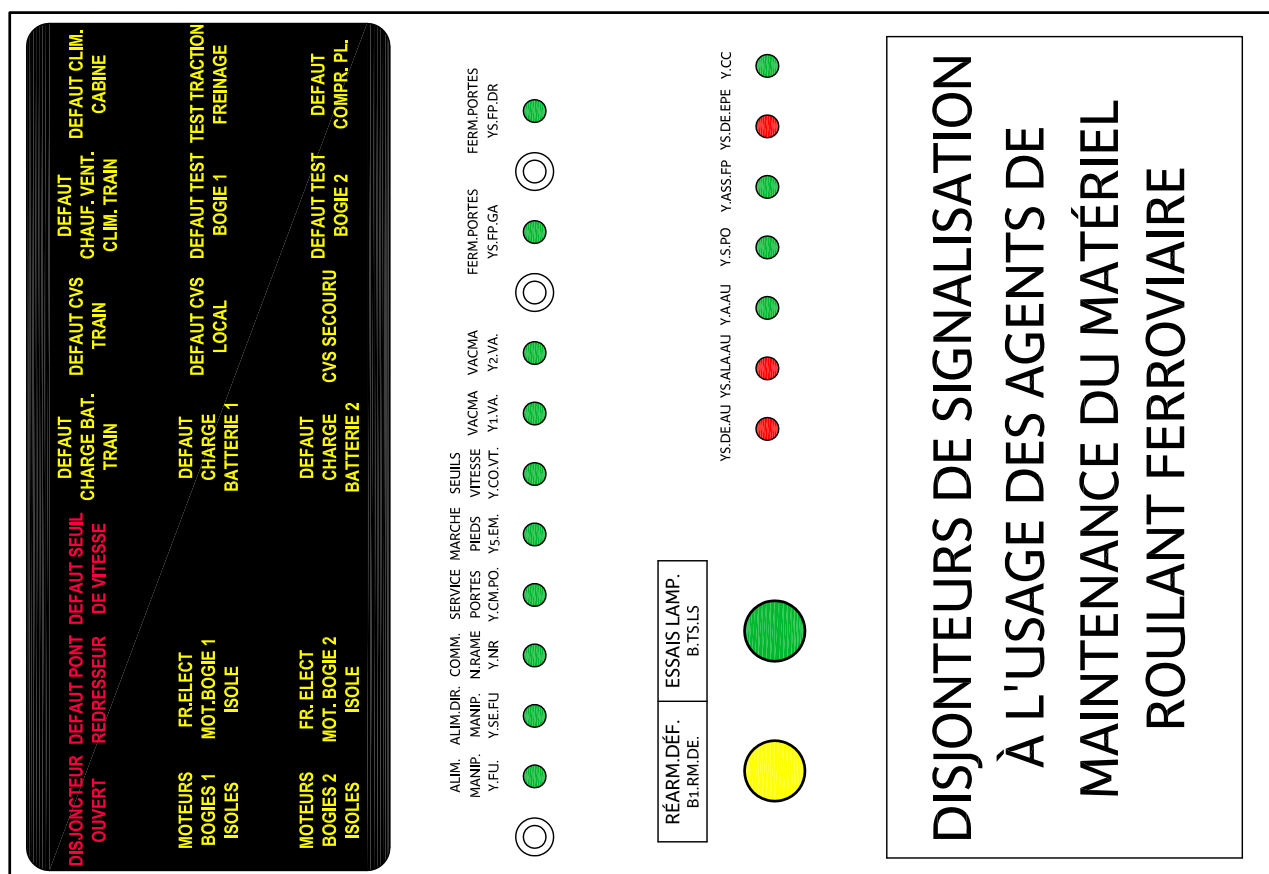 DISJONCTEUR
OUVERT
DEFAUT PONT
REDRESSEUR
DEFAUT SEUIL
DE VITESSE
DEFAUT
CHARGE BAT.
TRAIN
DEFAUT CVS
TRAIN
DEFAUT
CHAUF. VENT.
CLIM. TRAIN
DEFAUT CLIM.
CABINE
MOTEURS
BOGIES 1
ISOLES
FR.ELECT
MOT.BOGIE 1
ISOLE
DEFAUT
CHARGE
BATTERIE 1
DEFAUT CVS
LOCAL
DEFAUT TEST
BOGIE 1
TEST TRACTION
FREINAGE
MOTEURS
BOGIES 2
ISOLES
FR. ELECT
MOT. BOGIE 2
ISOLE
DEFAUT
CHARGE
BATTERIE 2
CVS SECOURU
DEFAUT TEST
BOGIE 2
DEFAUT
COMPR. PL.
ALIM.
MANIP.
Y.FU.
ALIM.DIR.
MANIP.
Y.SE.FU
COMM.
N.RAME
Y.NR
SERVICE
PORTES
Y.CM.PO.
MARCHE
PIEDS
Y5.EM.
SEUILS
VITESSE
Y.CO.VT.
VACMA
Y1.VA.
VACMA
Y2.VA.
FERM.PORTES
YS.FP.GA
FERM.PORTES
YS.FP.DR
RÉARM.DÉF.
B1.RM.DE.
ESSAIS LAMP.
B.TS.LS
YS.DE.AU
YS.ALA.AU
Y.A.AU
Y.S.PO
Y.ASS.FP
YS.DE.EPE
Y.CC
DISJONTEURS DE SIGNALISATION
À L'USAGE DES AGENTS DE
MAINTENANCE DU MATÉRIEL
ROULANT FERROVIAIRE